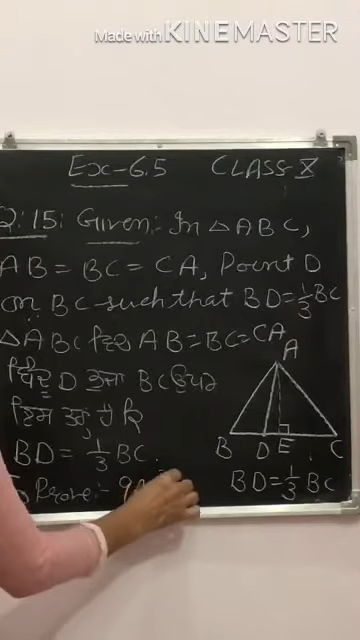 Made with KINEMASTER
Ex-6.5 CLASS-X
Q:15: Given:- In △ABC,
AB = BC = CA, Point D
on BC such that BD = 1/3 BC
△ABC ਵਿੱਚ AB = BC = CA
ਬਿੰਦੂ D ਭੁਜਾ BC ਉਪਰ
ਇਸ ਤਰ੍ਹਾਂ ਹੈ ਕਿ
BD = 1/3 BC.
To Prove:-
A
B D E C
BD = 1/3 BC